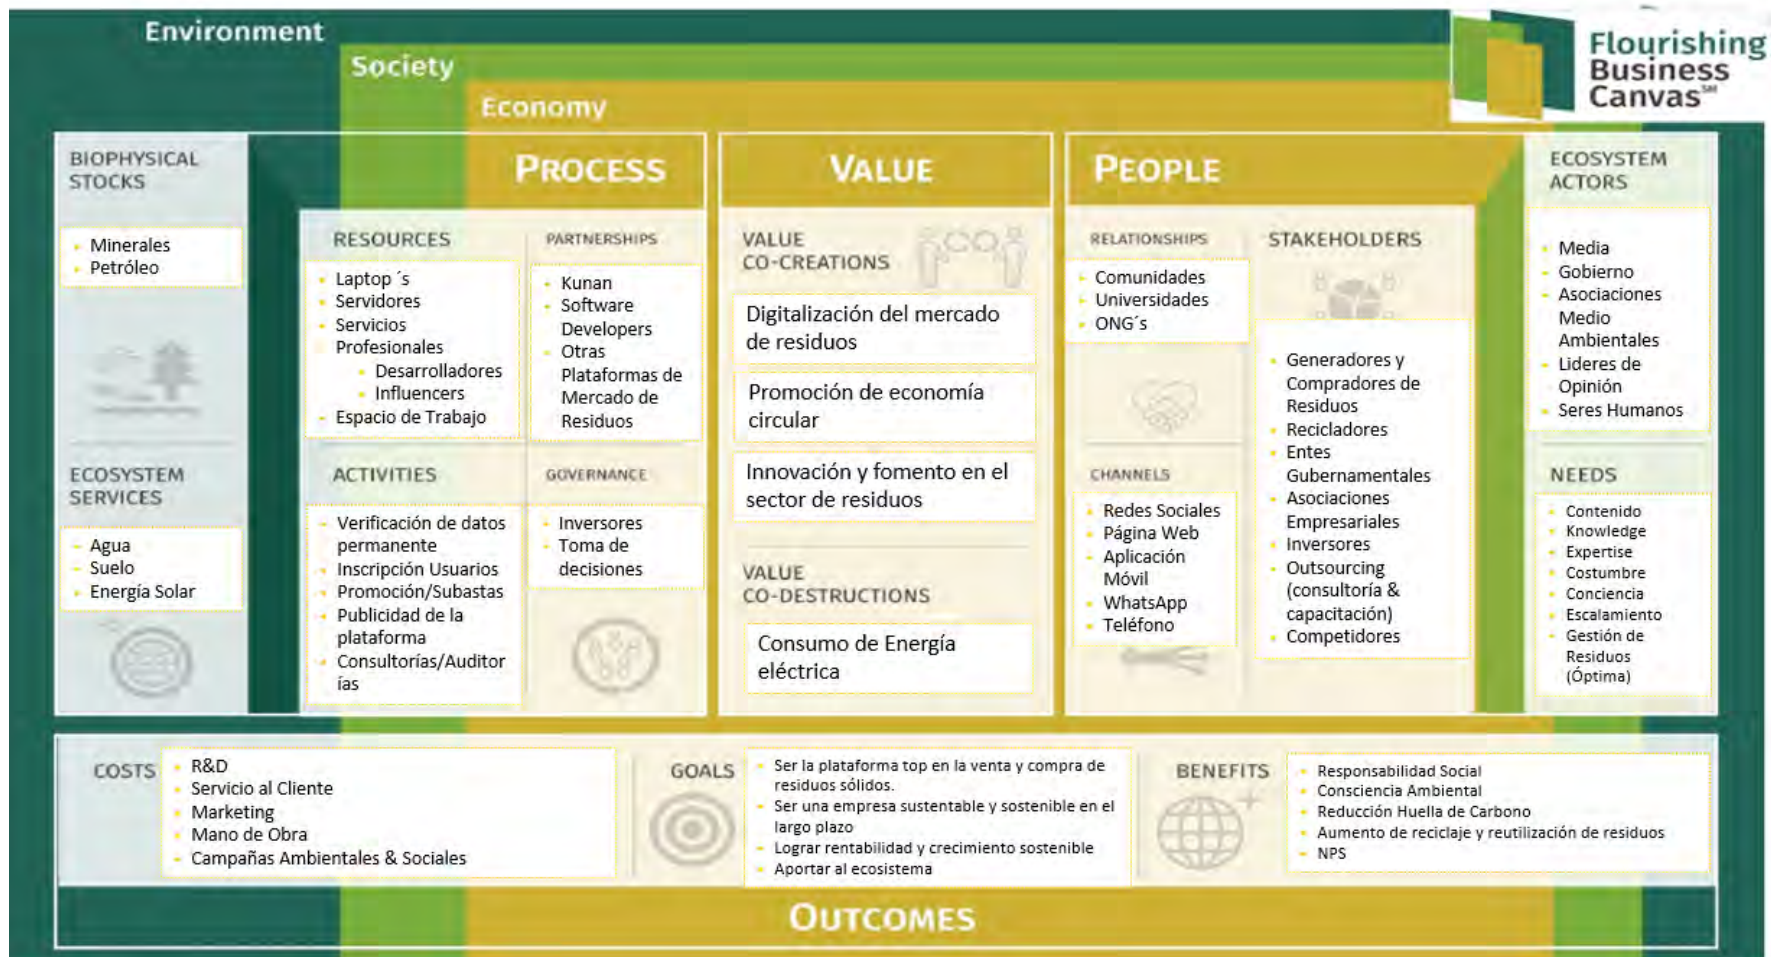 Environment
Society
Economy
Flourishing
Business
Canvas℠
BIOPHYSICAL
STOCKS
- Minerales
- Petróleo
ECOSYSTEM
SERVICES
- Agua
- Suelo
- Energía Solar
PROCESS
RESOURCES
- Laptop ´s
- Servidores
- Servicios
Profesionales
- Desarrolladores
- Influencers
- Espacio de Trabajo
PARTNERSHIPS
- Kunan
- Software
Developers
- Otras
Plataformas de
Mercado de
Residuos
ACTIVITIES
- Verificación de datos
permanente
- Inscripción Usuarios
- Promoción/Subastas
- Publicidad de la
plataforma
- Consultorías/Auditor
ías
GOVERNANCE
- Inversores
- Toma de
decisiones
VALUE
VALUE
CO-CREATIONS
Digitalización del mercado
de residuos
Promoción de economía
circular
Innovación y fomento en el
sector de residuos
VALUE
CO-DESTRUCTIONS
Consumo de Energía
eléctrica
PEOPLE
RELATIONSHIPS
- Comunidades
- Universidades
- ONG´s
CHANNELS
- Redes Sociales
- Página Web
- Aplicación
Móvil
- WhatsApp
- Teléfono
STAKEHOLDERS
- Generadores y
Compradores de
Residuos
- Recicladores
- Entes
Gubernamentales
- Asociaciones
Empresariales
- Inversores
- Outsourcing
(consultoría &
capacitación)
- Competidores
ECOSYSTEM
ACTORS
- Media
- Gobierno
- Asociaciones
Medio
Ambientales
- Lideres de
Opinión
- Seres Humanos
NEEDS
- Contenido
- Knowledge
- Expertise
- Costumbre
- Conciencia
- Escalamiento
- Gestión de
Residuos
(Óptima)
COSTS
- R&D
- Servicio al Cliente
- Marketing
- Mano de Obra
- Campañas Ambientales & Sociales
GOALS
- Ser la plataforma top en la venta y compra de
residuos sólidos.
- Ser una empresa sustentable y sostenible en el
largo plazo
- Lograr rentabilidad y crecimiento sostenible
- Aportar al ecosistema
BENEFITS
- Responsabilidad Social
- Consciencia Ambiental
- Reducción Huella de Carbono
- Aumento de reciclaje y reutilización de residuos
- NPS
OUTCOMES